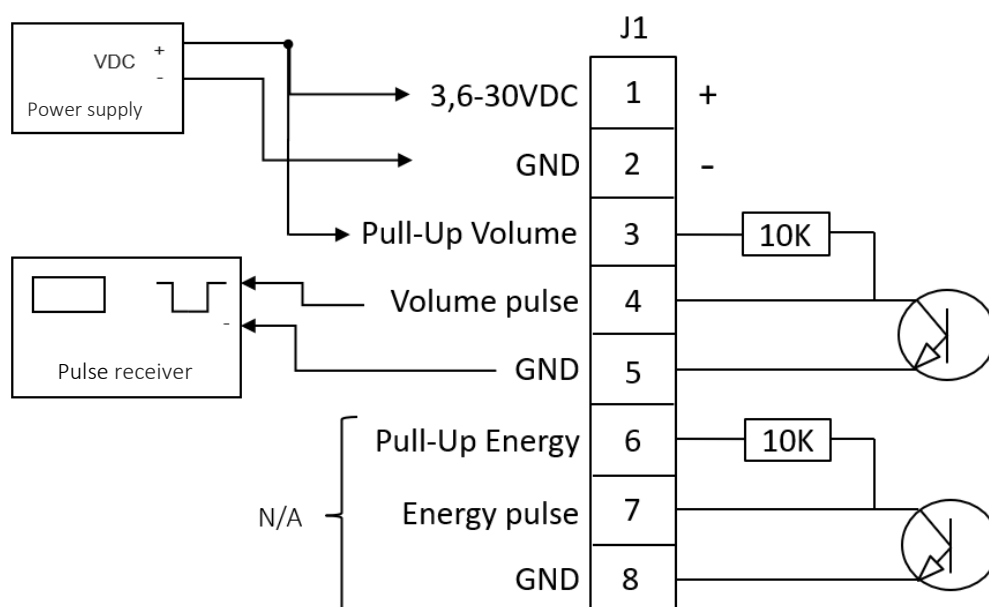 J1
VDC + -
Power supply
3,6-30VDC 1 +
GND 2 -
Pull-Up Volume 3 10K
Volume pulse 4
-
GND 5
Pulse receiver
Pull-Up Energy 6 10K
N/A
Energy pulse 7
GND 8